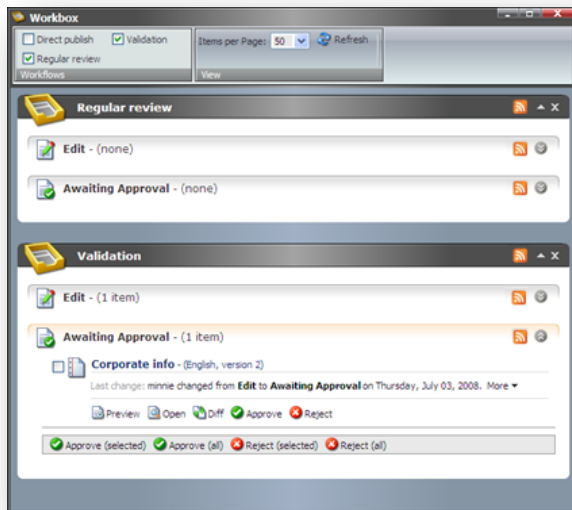 Workbox
Direct publish Validation Items per Page: 50 Refresh
Regular review
Workflows View
Regular review
Edit - (none)
Awaiting Approval - (none)
Validation
Edit - (1 item)
Awaiting Approval - (1 item)
Corporate info - (English, version 2)
Last change: minnie changed from Edit to Awaiting Approval on Thursday, July 03, 2008. More
Preview Open Diff Approve Reject
Approve (selected) Approve (all) Reject (selected) Reject (all)